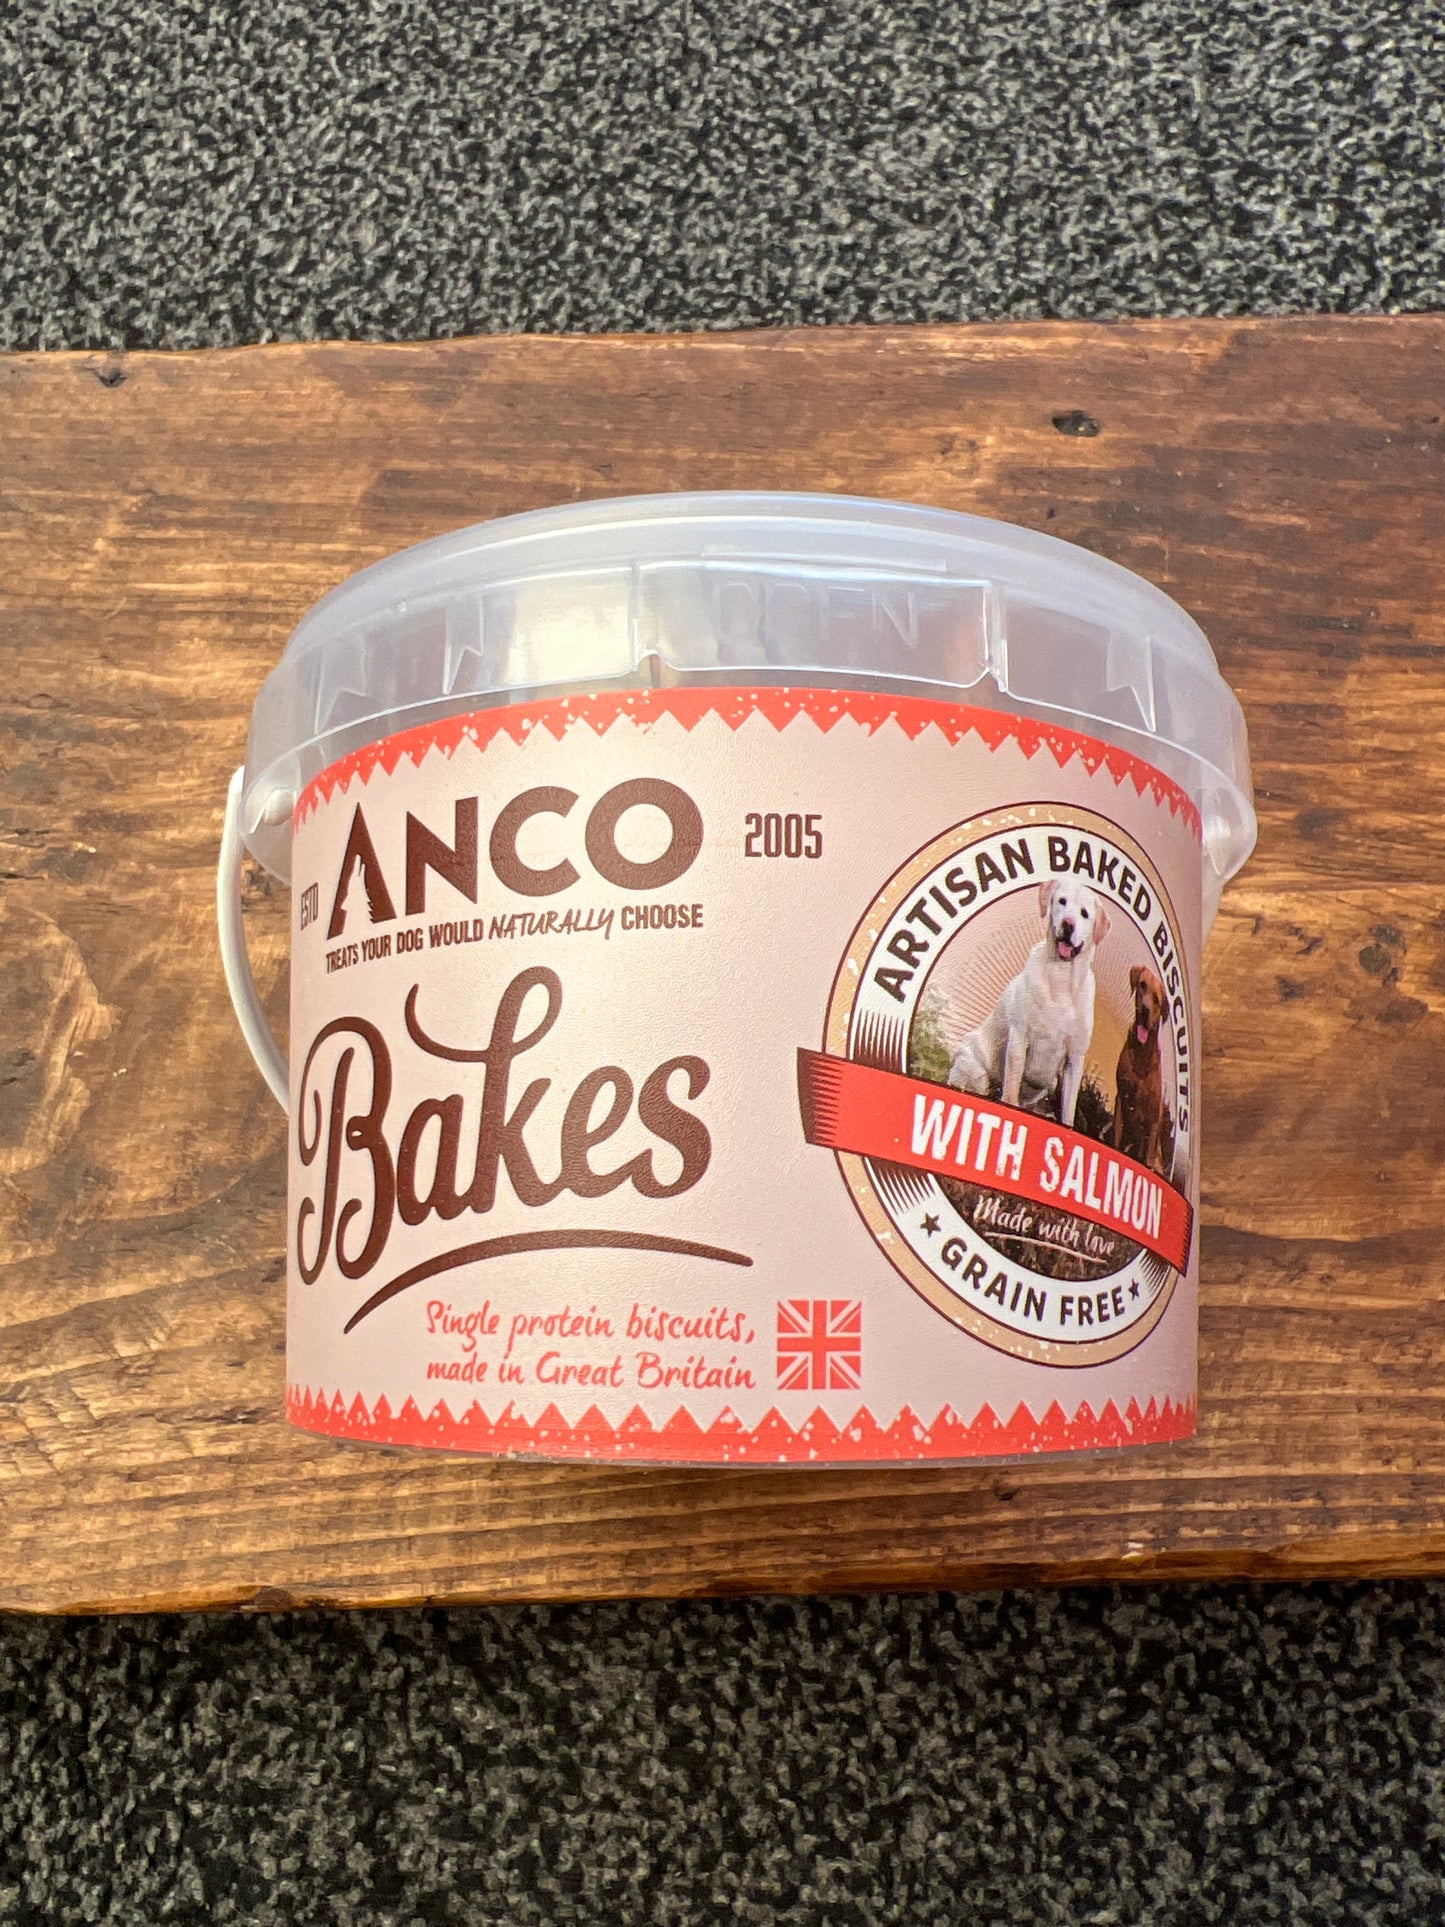 OPEN
ESTD ANCO 2005
TREATS YOUR DOG WOULD NATURALLY CHOOSE
Bakes
Single protein biscuits,
made in Great Britain
ARTISAN BAKED BISCUITS
WITH SALMON
Made with love
GRAIN FREE